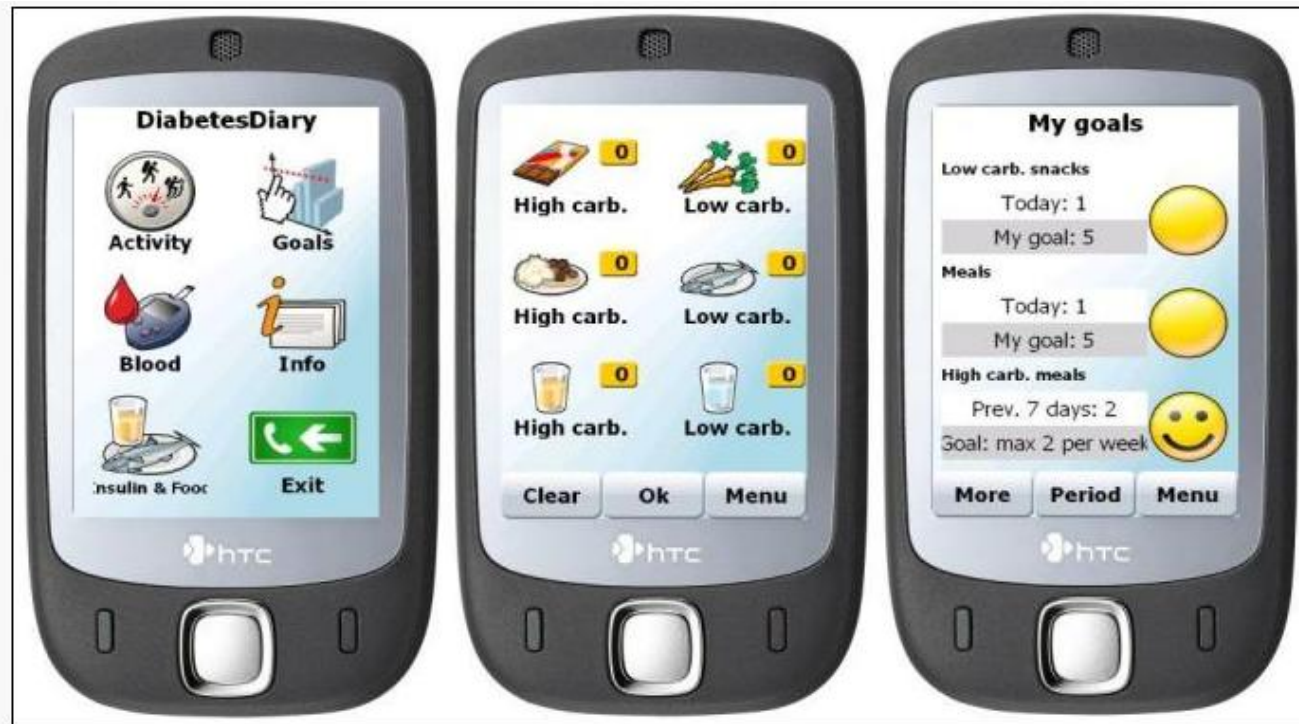 DiabetesDiary
Activity Goals
Blood Info
Insulin & Food
Exit
hTC
0 0
High carb. Low carb.
0 0
High carb. Low carb.
0 0
High carb. Low carb.
Clear Ok Menu
hTC
My goals
Low carb. snacks
Today: 1
My goal: 5
Meals
Today: 1
My goal: 5
High carb. meals
Prev. 7 days: 2
Goal: max 2 per week
More Period Menu
hTC